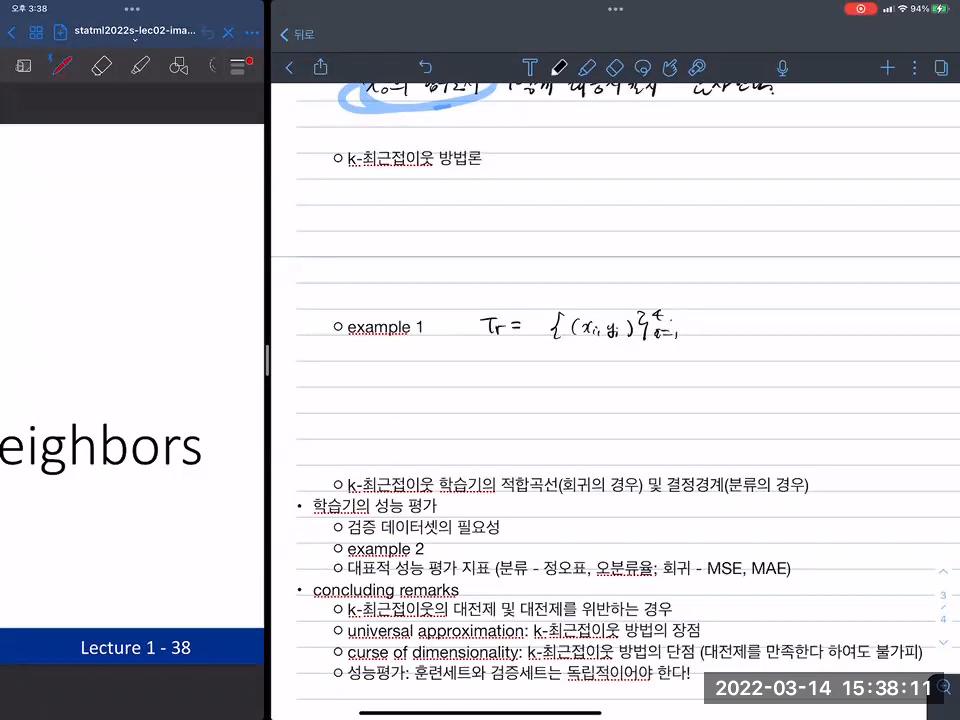 오후 3:38
94%
statml2022s-lec02-ima...
뒤로
k-최근접이웃 방법론
example 1 Tr = {(xi, yi)}
eighbors
k-최근접이웃 학습기의 적합곡선(회귀의 경우) 및 결정경계(분류의 경우)
• 학습기의 성능 평가
검증 데이터셋의 필요성
example 2
대표적 성능 평가 지표 (분류 - 정오표, 오분류율; 회귀 - MSE, MAE)
• concluding remarks
k-최근접이웃의 대전제 및 대전제를 위반하는 경우
universal approximation: k-최근접이웃 방법의 장점
Lecture 1 - 38
curse of dimensionality: k-최근접이웃 방법의 단점 (대전제를 만족한다 하여도 불가피)
성능평가: 훈련세트와 검증세트는 독립적이어야 한다!
3
4
2022-03-14 15:38:11